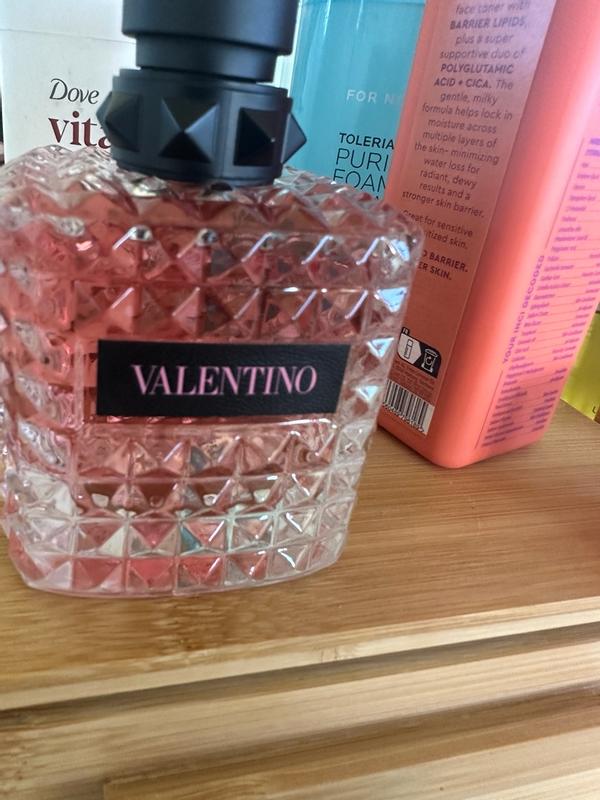 Dove
vita
FOR N
TOLERIA
PURI
FOAM
face toner with
BARRIER LIPIDS,
plus a super
supportive duo of
POLYGLUTAMIC
ACID + CICA. The
gentle, milky
formula helps lock in
moisture across
multiple layers of
the skin- minimizing
water loss for
radiant, dewy
results and a
stronger skin barrier.
Great for sensitive
itized skin.
D BARRIER.
ER SKIN.
YOUR INCI DECODED
VALENTINO